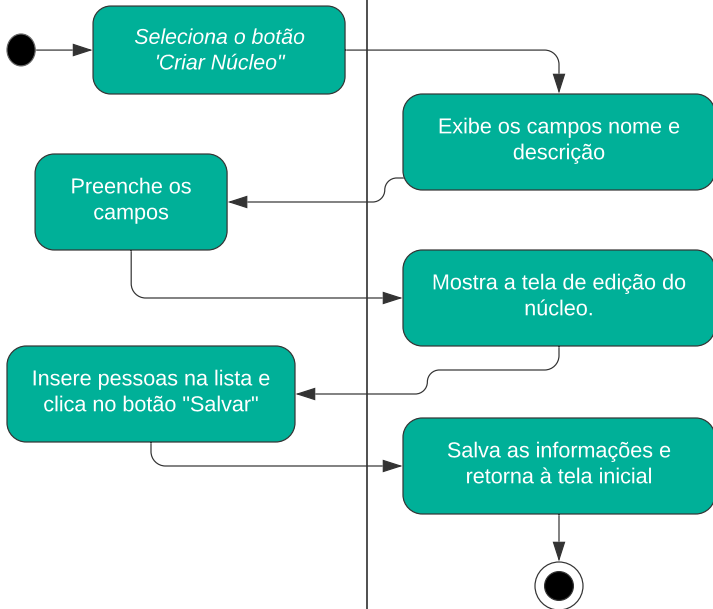 Seleciona o botão
'Criar Núcleo"
Exibe os campos nome e
descrição
Preenche os
campos
Mostra a tela de edição do
núcleo.
Insere pessoas na lista e
clica no botão "Salvar"
Salva as informações e
retorna à tela inicial